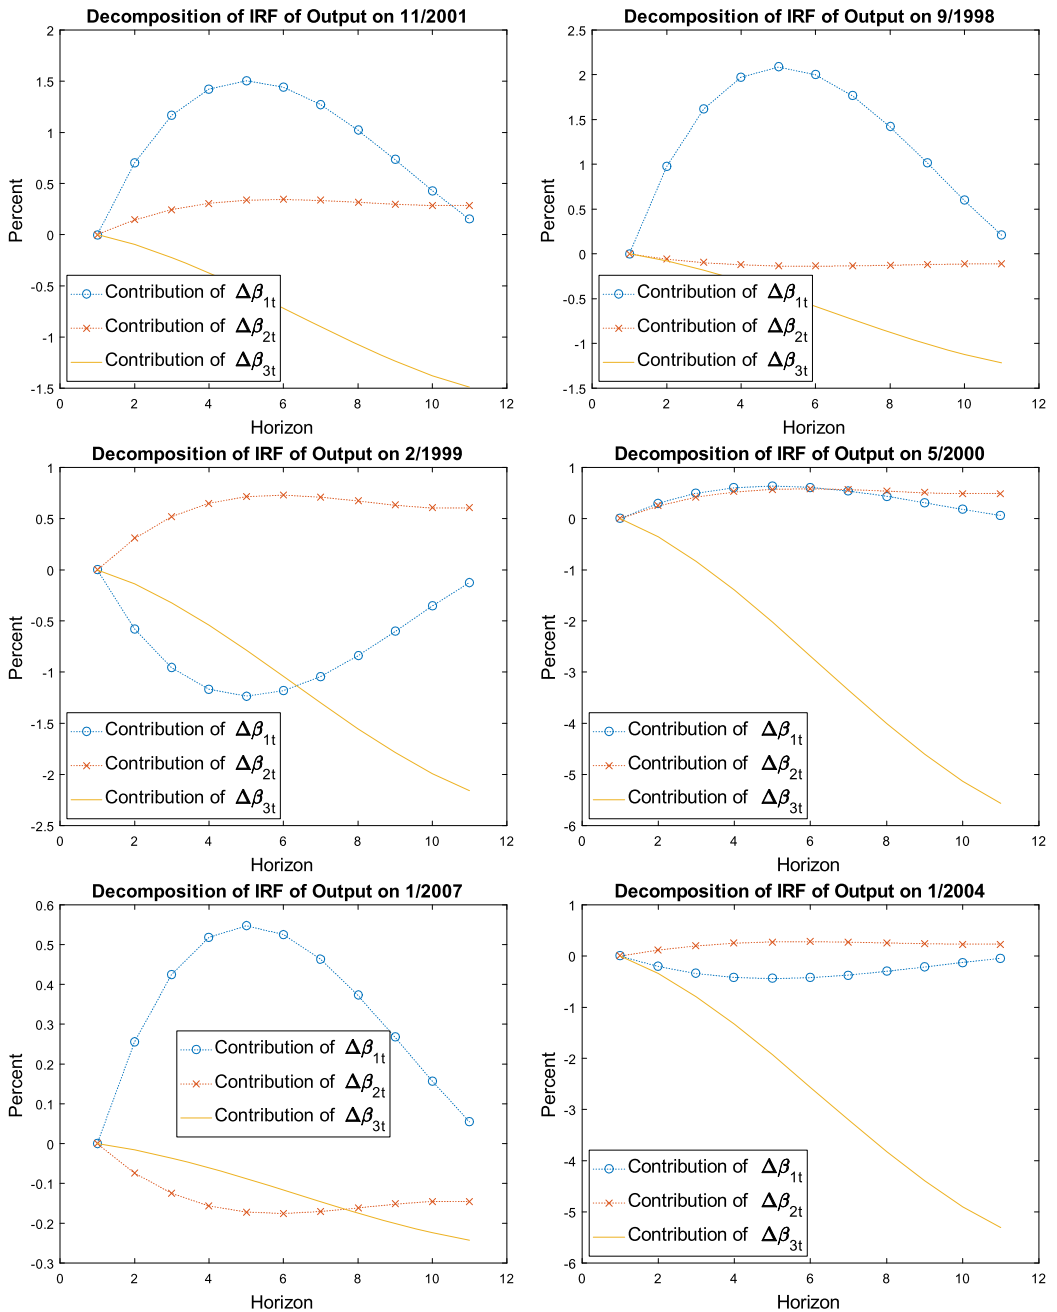 Decomposition of IRF of Output on 11/2001
2
1.5
1
0.5
0
-0.5
-1
-1.5
Percent
Contribution of Δβ1t
Contribution of Δβ2t
Contribution of Δβ3t
0 2 4 6 8 10 12
Horizon
Decomposition of IRF of Output on 9/1998
2.5
2
1.5
1
0.5
0
-0.5
-1
-1.5
Percent
Contribution of Δβ1t
Contribution of Δβ2t
Contribution of Δβ3t
0 2 4 6 8 10 12
Horizon
Decomposition of IRF of Output on 2/1999
1
0.5
0
-0.5
-1
-1.5
-2
-2.5
Percent
Contribution of Δβ1t
Contribution of Δβ2t
Contribution of Δβ3t
0 2 4 6 8 10 12
Horizon
Decomposition of IRF of Output on 5/2000
1
0
-1
-2
-3
-4
-5
-6
Percent
Contribution of Δβ1t
Contribution of Δβ2t
Contribution of Δβ3t
0 2 4 6 8 10 12
Horizon
Decomposition of IRF of Output on 1/2007
0.6
0.5
0.4
0.3
0.2
0.1
0
-0.1
-0.2
-0.3
Percent
Contribution of Δβ1t
Contribution of Δβ2t
Contribution of Δβ3t
0 2 4 6 8 10 12
Horizon
Decomposition of IRF of Output on 1/2004
1
0
-1
-2
-3
-4
-5
-6
Percent
Contribution of Δβ1t
Contribution of Δβ2t
Contribution of Δβ3t
0 2 4 6 8 10 12
Horizon